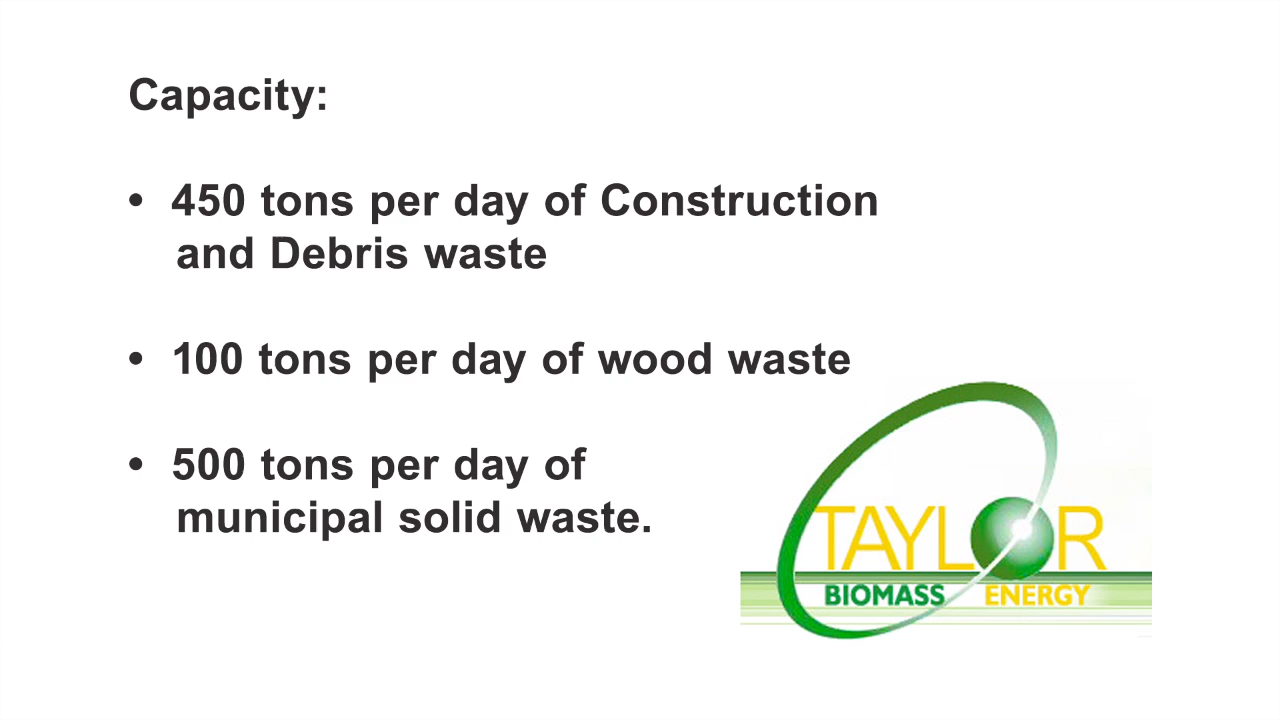 Capacity:
• 450 tons per day of Construction
and Debris waste
• 100 tons per day of wood waste
• 500 tons per day of
municipal solid waste.
TAYLOR
BIOMASS ENERGY